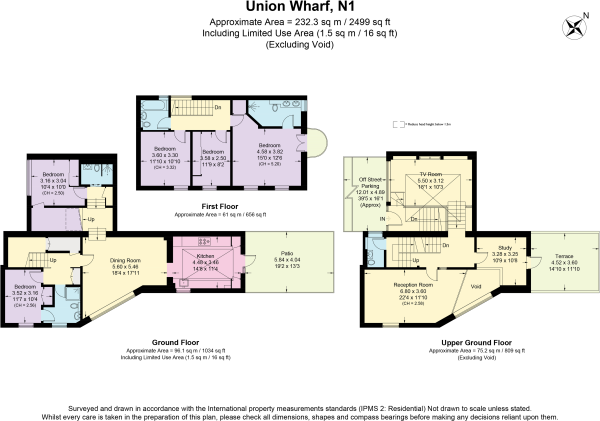 Union Wharf, N1
Approximate Area = 232.3 sq m / 2499 sq ft
Including Limited Use Area (1.5 sq m / 16 sq ft)
(Excluding Void)
N
= Reduce head height below 1.5m
Dn
Bedroom
3.60 x 3.30
11'10 x 10'10
(CH = 2.32)
Bedroom
3.56 x 2.50
11'8 x 8'2
Bedroom
4.58 x 3.82
15'0 x 12'6
(CH = 5.28)
First Floor
Approximate Area = 61 sq m / 656 sq ft
Bedroom
3.16 x 3.04
10'4 x 10'0
(CH = 2.50)
Up
Up
Dining Room
5.60 x 5.46
18'4 x 17'11
Kitchen
4.48 x 3.46
14'8 x 11'4
Patio
5.84 x 4.04
19'2 x 13'3
Bedroom
3.52 x 3.16
11'7 x 10'4
(CH = 2.56)
Ground Floor
Approximate Area = 96.1 sq m / 1034 sq ft
Including Limited Use Area (1.5 sq m / 16 sq ft)
Off Street
Parking
12.01 x 4.89
39'5 x 16'1
(Approx)
TV Room
5.50 x 3.12
18'1 x 10'3
IN
Dn
Dn
Up
Study
3.28 x 3.25
10'9 x 10'8
Terrace
4.52 x 3.60
14'10 x 11'10
Reception Room
6.80 x 3.60
22'4 x 11'10
(CH = 2.59)
Void
Upper Ground Floor
Approximate Area = 75.2 sq m / 809 sq ft
(Excluding Void)
Surveyed and drawn in accordance with the International property measurements standards (IPMS 2: Residential) Not drawn to scale unless stated.
Whilst every care is taken in the preparation of this plan, please check all dimensions, shapes and compass bearings before making any decisions reliant upon them.